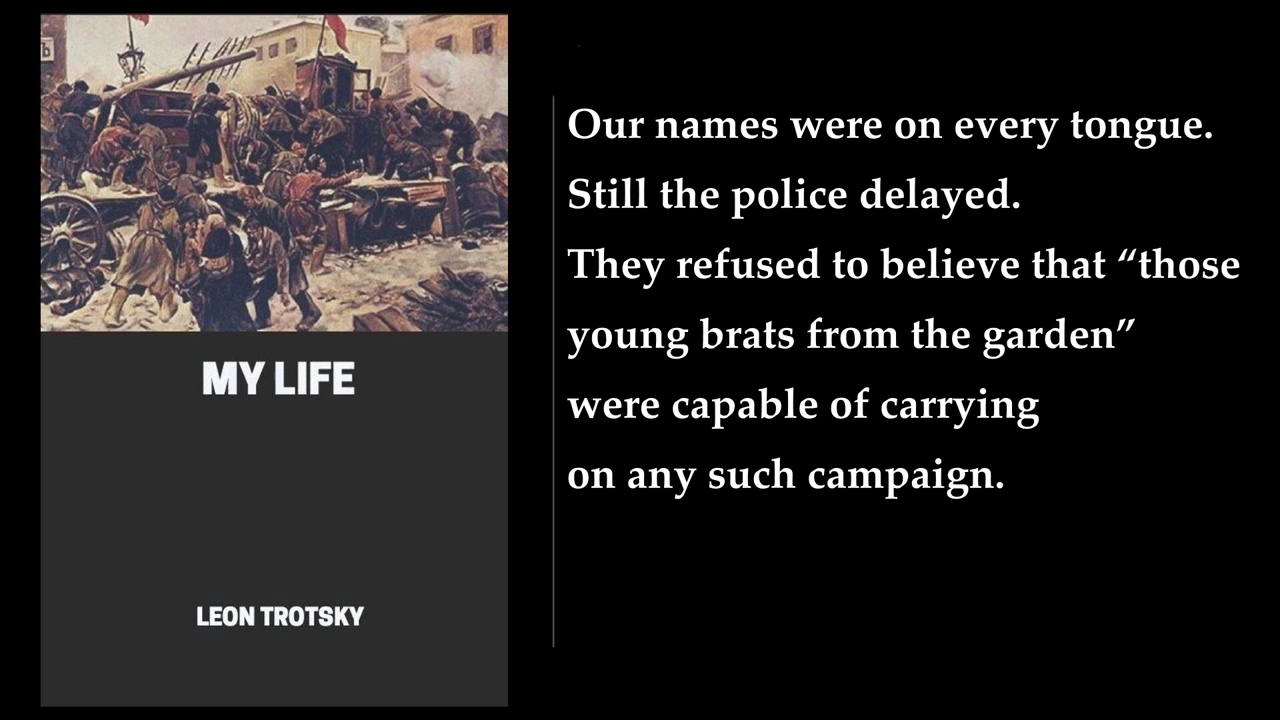 MY LIFE
LEON TROTSKY
Our names were on every tongue.
Still the police delayed.
They refused to believe that “those
young brats from the garden”
were capable of carrying
on any such campaign.